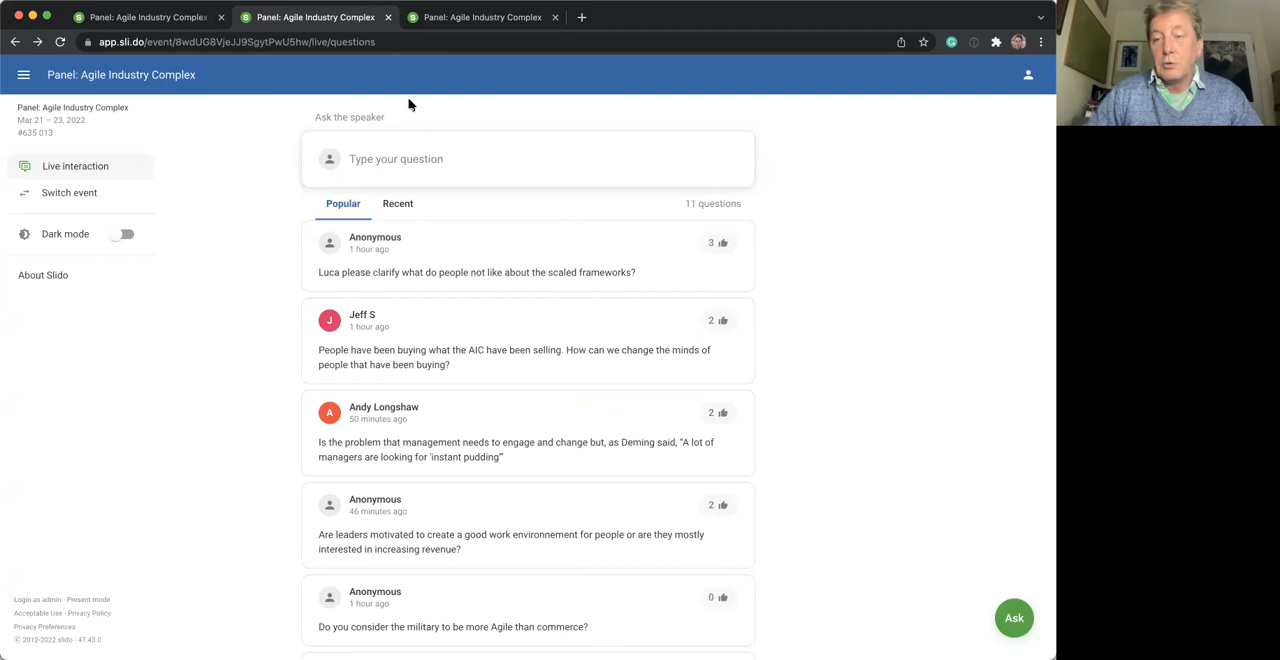 Panel: Agile Industry Complex
Panel: Agile Industry Complex
Panel: Agile Industry Complex
app.sli.do/event/8wdUG8VjeJJ9SgytPwU5hw/live/questions
Panel: Agile Industry Complex
Panel: Agile Industry Complex
Mar 21 – 23, 2022
#635 013
Live interaction
Switch event
Dark mode
About Slido
Ask the speaker
Type your question
Popular Recent 11 questions
Anonymous
1 hour ago
3
Luca please clarify what do people not like about the scaled frameworks?
J
Jeff S
1 hour ago
2
People have been buying what the AIC have been selling. How can we change the minds of
people that have been buying?
A
Andy Longshaw
50 minutes ago
2
Is the problem that management needs to engage and change but, as Deming said, "A lot of
managers are looking for 'instant pudding'"
Anonymous
46 minutes ago
2
Are leaders motivated to create a good work environnement for people or are they mostly
interested in increasing revenue?
Anonymous
1 hour ago
0
Do you consider the military to be more Agile than commerce?
Ask
Login as admin - Present mode
Acceptable Use - Privacy Policy
Privacy Preferences
© 2012-2022 slido - 47.43.0